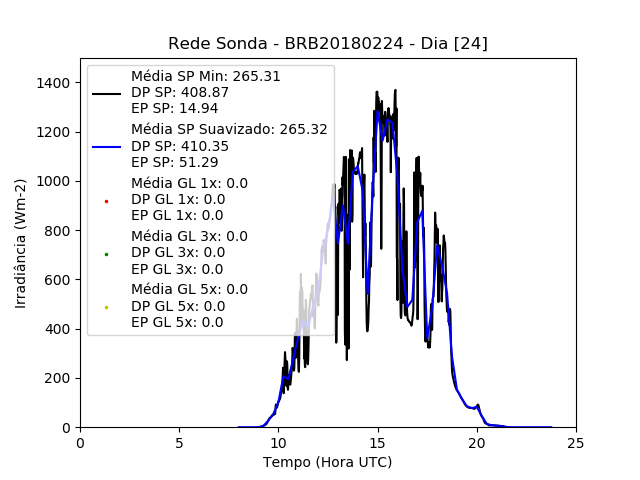 Rede Sonda - BRB20180224 - Dia [24]
Média SP Min: 265.31
DP SP: 408.87
EP SP: 14.94
Média SP Suavizado: 265.32
DP SP: 410.35
EP SP: 51.29
Média GL 1x: 0.0
DP GL 1x: 0.0
EP GL 1x: 0.0
Média GL 3x: 0.0
DP GL 3x: 0.0
EP GL 3x: 0.0
Média GL 5x: 0.0
DP GL 5x: 0.0
EP GL 5x: 0.0
Irradiância (Wm-2)
1400
1200
1000
800
600
400
200
0
0 5 10 15 20 25
Tempo (Hora UTC)